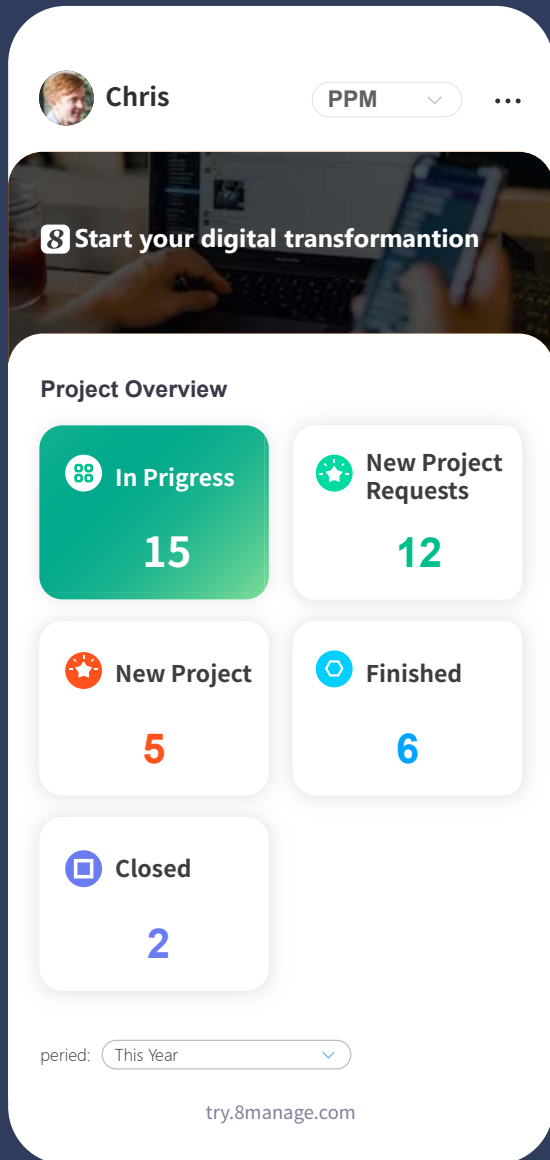 Chris
PPM
8 Start your digital transformantion
Project Overview
In Prigress
15
New Project
Requests
12
New Project
5
Finished
6
Closed
2
peried:
This Year
try.8manage.com